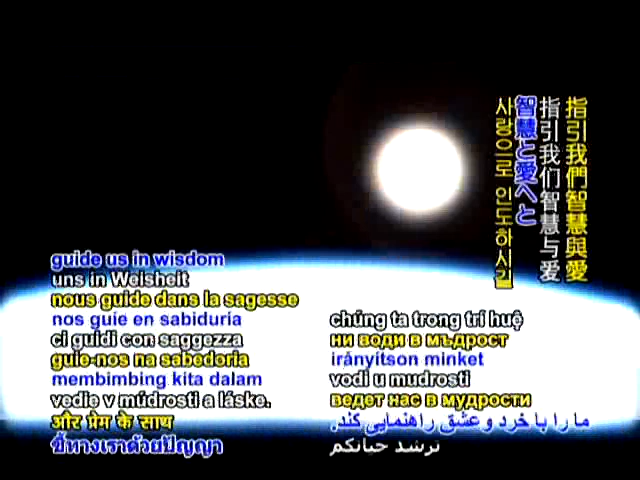 指引我們智慧與愛
指引我们智慧与爱
智慧と愛へと
사랑으로 인도하시길
guide us in wisdom
uns in Weisheit
nous guide dans la sagesse
nos guíe en sabiduría
ci guidi con saggezza
guie-nos na sabedoria
membimbing kita dalam
vedie v múdrosti a láske.
और प्रेम के साथ
ชี้ทางเราด้วยปัญญา
chúng ta trong trí huệ
ни води в мъдрост
irányítson minket
vodi u mudrosti
ведет нас в мудрости
ما را با خرد و عشق راهنمایی کند.
ترشد حياتكم